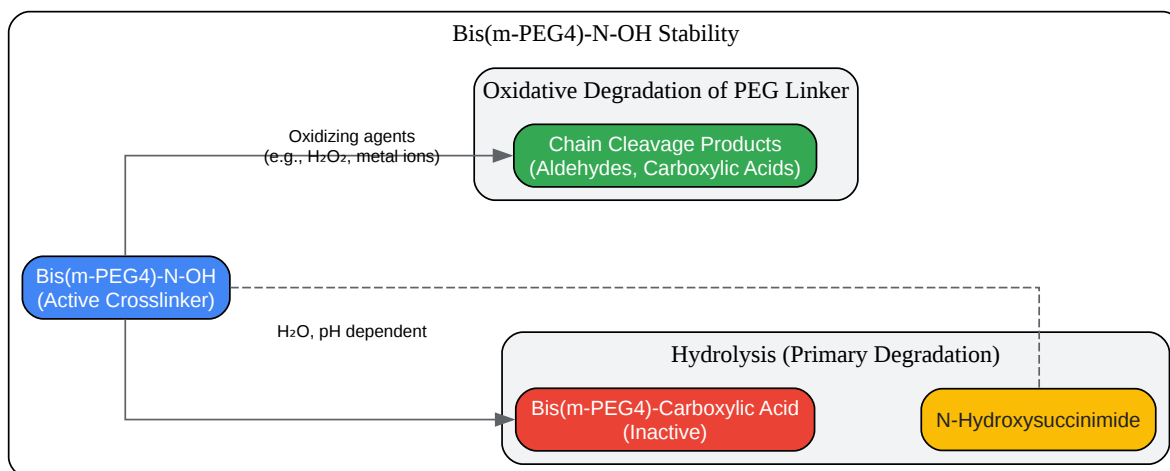 Bis(m-PEG4)-N-OH Stability
Oxidative Degradation of PEG Linker
Chain Cleavage Products
(Aldehydes, Carboxylic Acids)
Oxidizing agents
(e.g., H₂O₂, metal ions)
Bis(m-PEG4)-N-OH
(Active Crosslinker)
H₂O, pH dependent
Hydrolysis (Primary Degradation)
Bis(m-PEG4)-Carboxylic Acid
(Inactive)
N-Hydroxysuccinimide